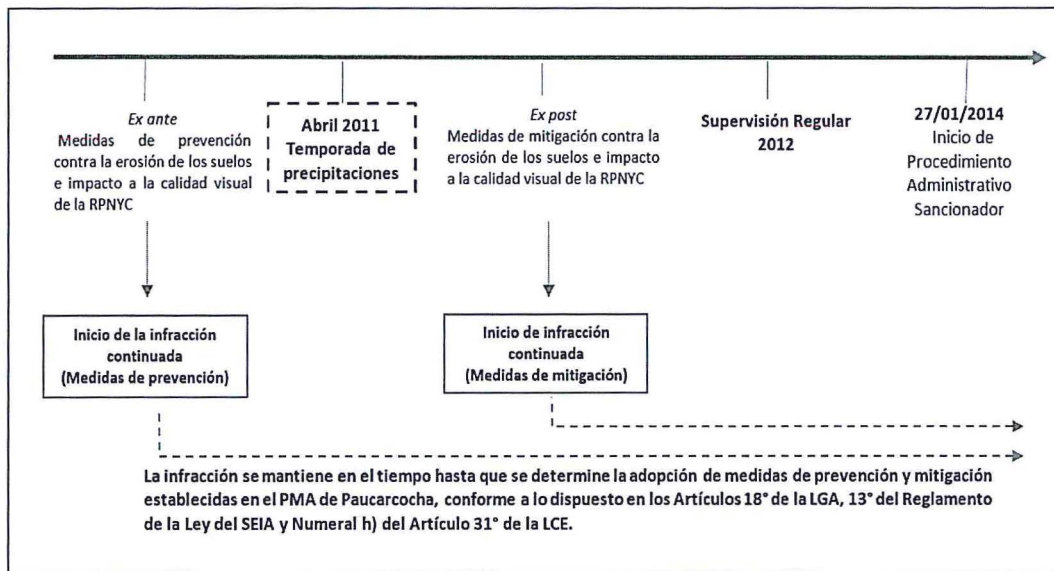 Ex ante
Medidas de prevención
contra la erosión de los suelos
e impacto a la calidad visual
de la RPNYC
Abril 2011
Temporada de
precipitaciones
Ex post
Medidas de mitigación contra la
erosión de los suelos e impacto
a la calidad visual de la RPNYC
Supervisión Regular
2012
27/01/2014
Inicio de
Procedimiento
Administrativo
Sancionador
Inicio de la infracción
continuada
(Medidas de prevención)
Inicio de infracción
continuada
(Medidas de mitigación)
La infracción se mantiene en el tiempo hasta que se determine la adopción de medidas de prevención y mitigación
establecidas en el PMA de Paucarcocha, conforme a lo dispuesto en los Artículos 18° de la LGA, 13° del Reglamento
de la Ley del SEIA y Numeral h) del Artículo 31° de la LCE.